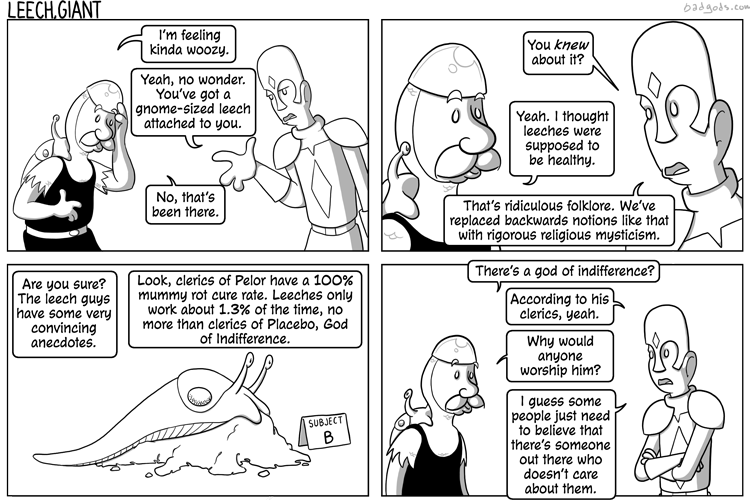 LEECH, GIANT
badgods.com
I'm feeling
kinda woozy.
Yeah, no wonder.
You've got a
gnome-sized leech
attached to you.
No, that's
been there.
You knew
about it?
Yeah. I thought
leeches were
supposed to
be healthy.
That's ridiculous folklore. We've
replaced backwards notions like that
with rigorous religious mysticism.
Are you sure?
The leech guys
have some very
convincing
anecdotes.
Look, clerics of Pelor have a 100%
mummy rot cure rate. Leeches only
work about 1.3% of the time, no
more than clerics of Placebo, God
of Indifference.
SUBJECT
B
There's a god of indifference?
According to his
clerics, yeah.
Why would
anyone
worship him?
I guess some
people just need
to believe that
there's someone
out there who
doesn't care
about them.